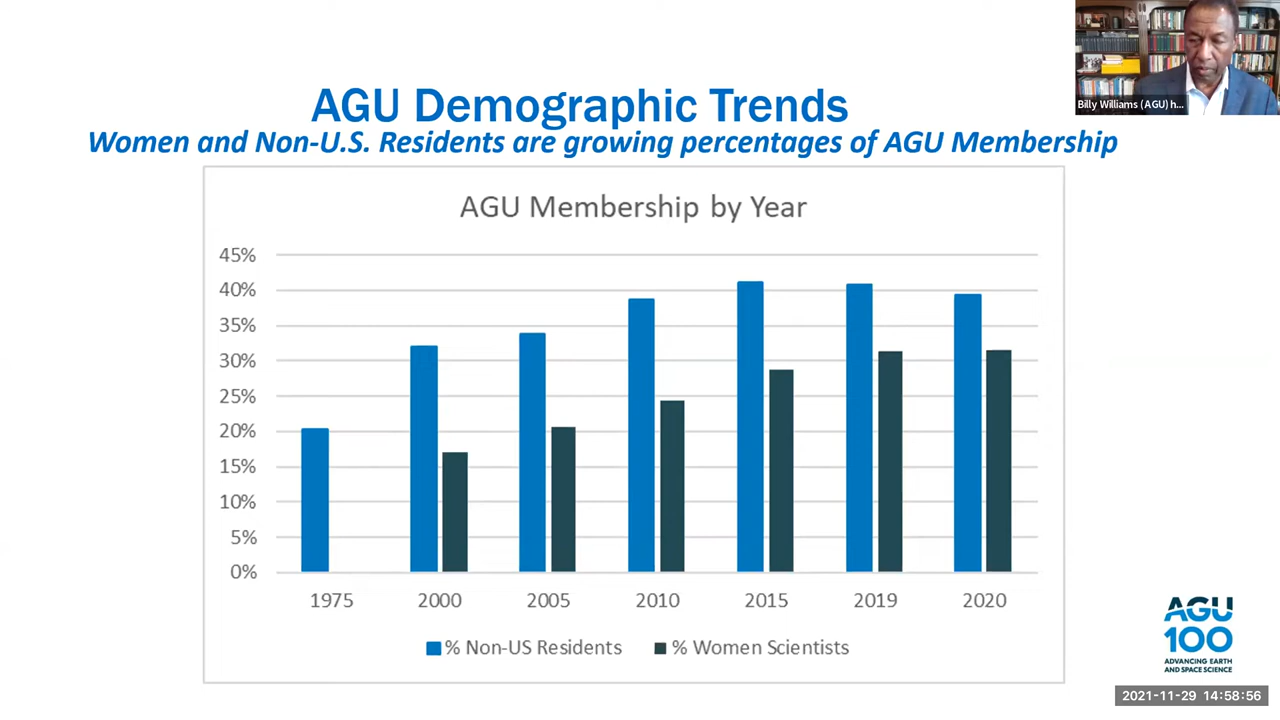 Billy Williams (AGU) h...
AGU Demographic Trends
Women and Non-U.S. Residents are growing percentages of AGU Membership
AGU Membership by Year
45%
40%
35%
30%
25%
20%
15%
10%
5%
0%
1975 2000 2005 2010 2015 2019 2020
% Non-US Residents % Women Scientists
AGU
100
ADVANCING EARTH
AND SPACE SCIENCE
2021-11-29 14:58:56